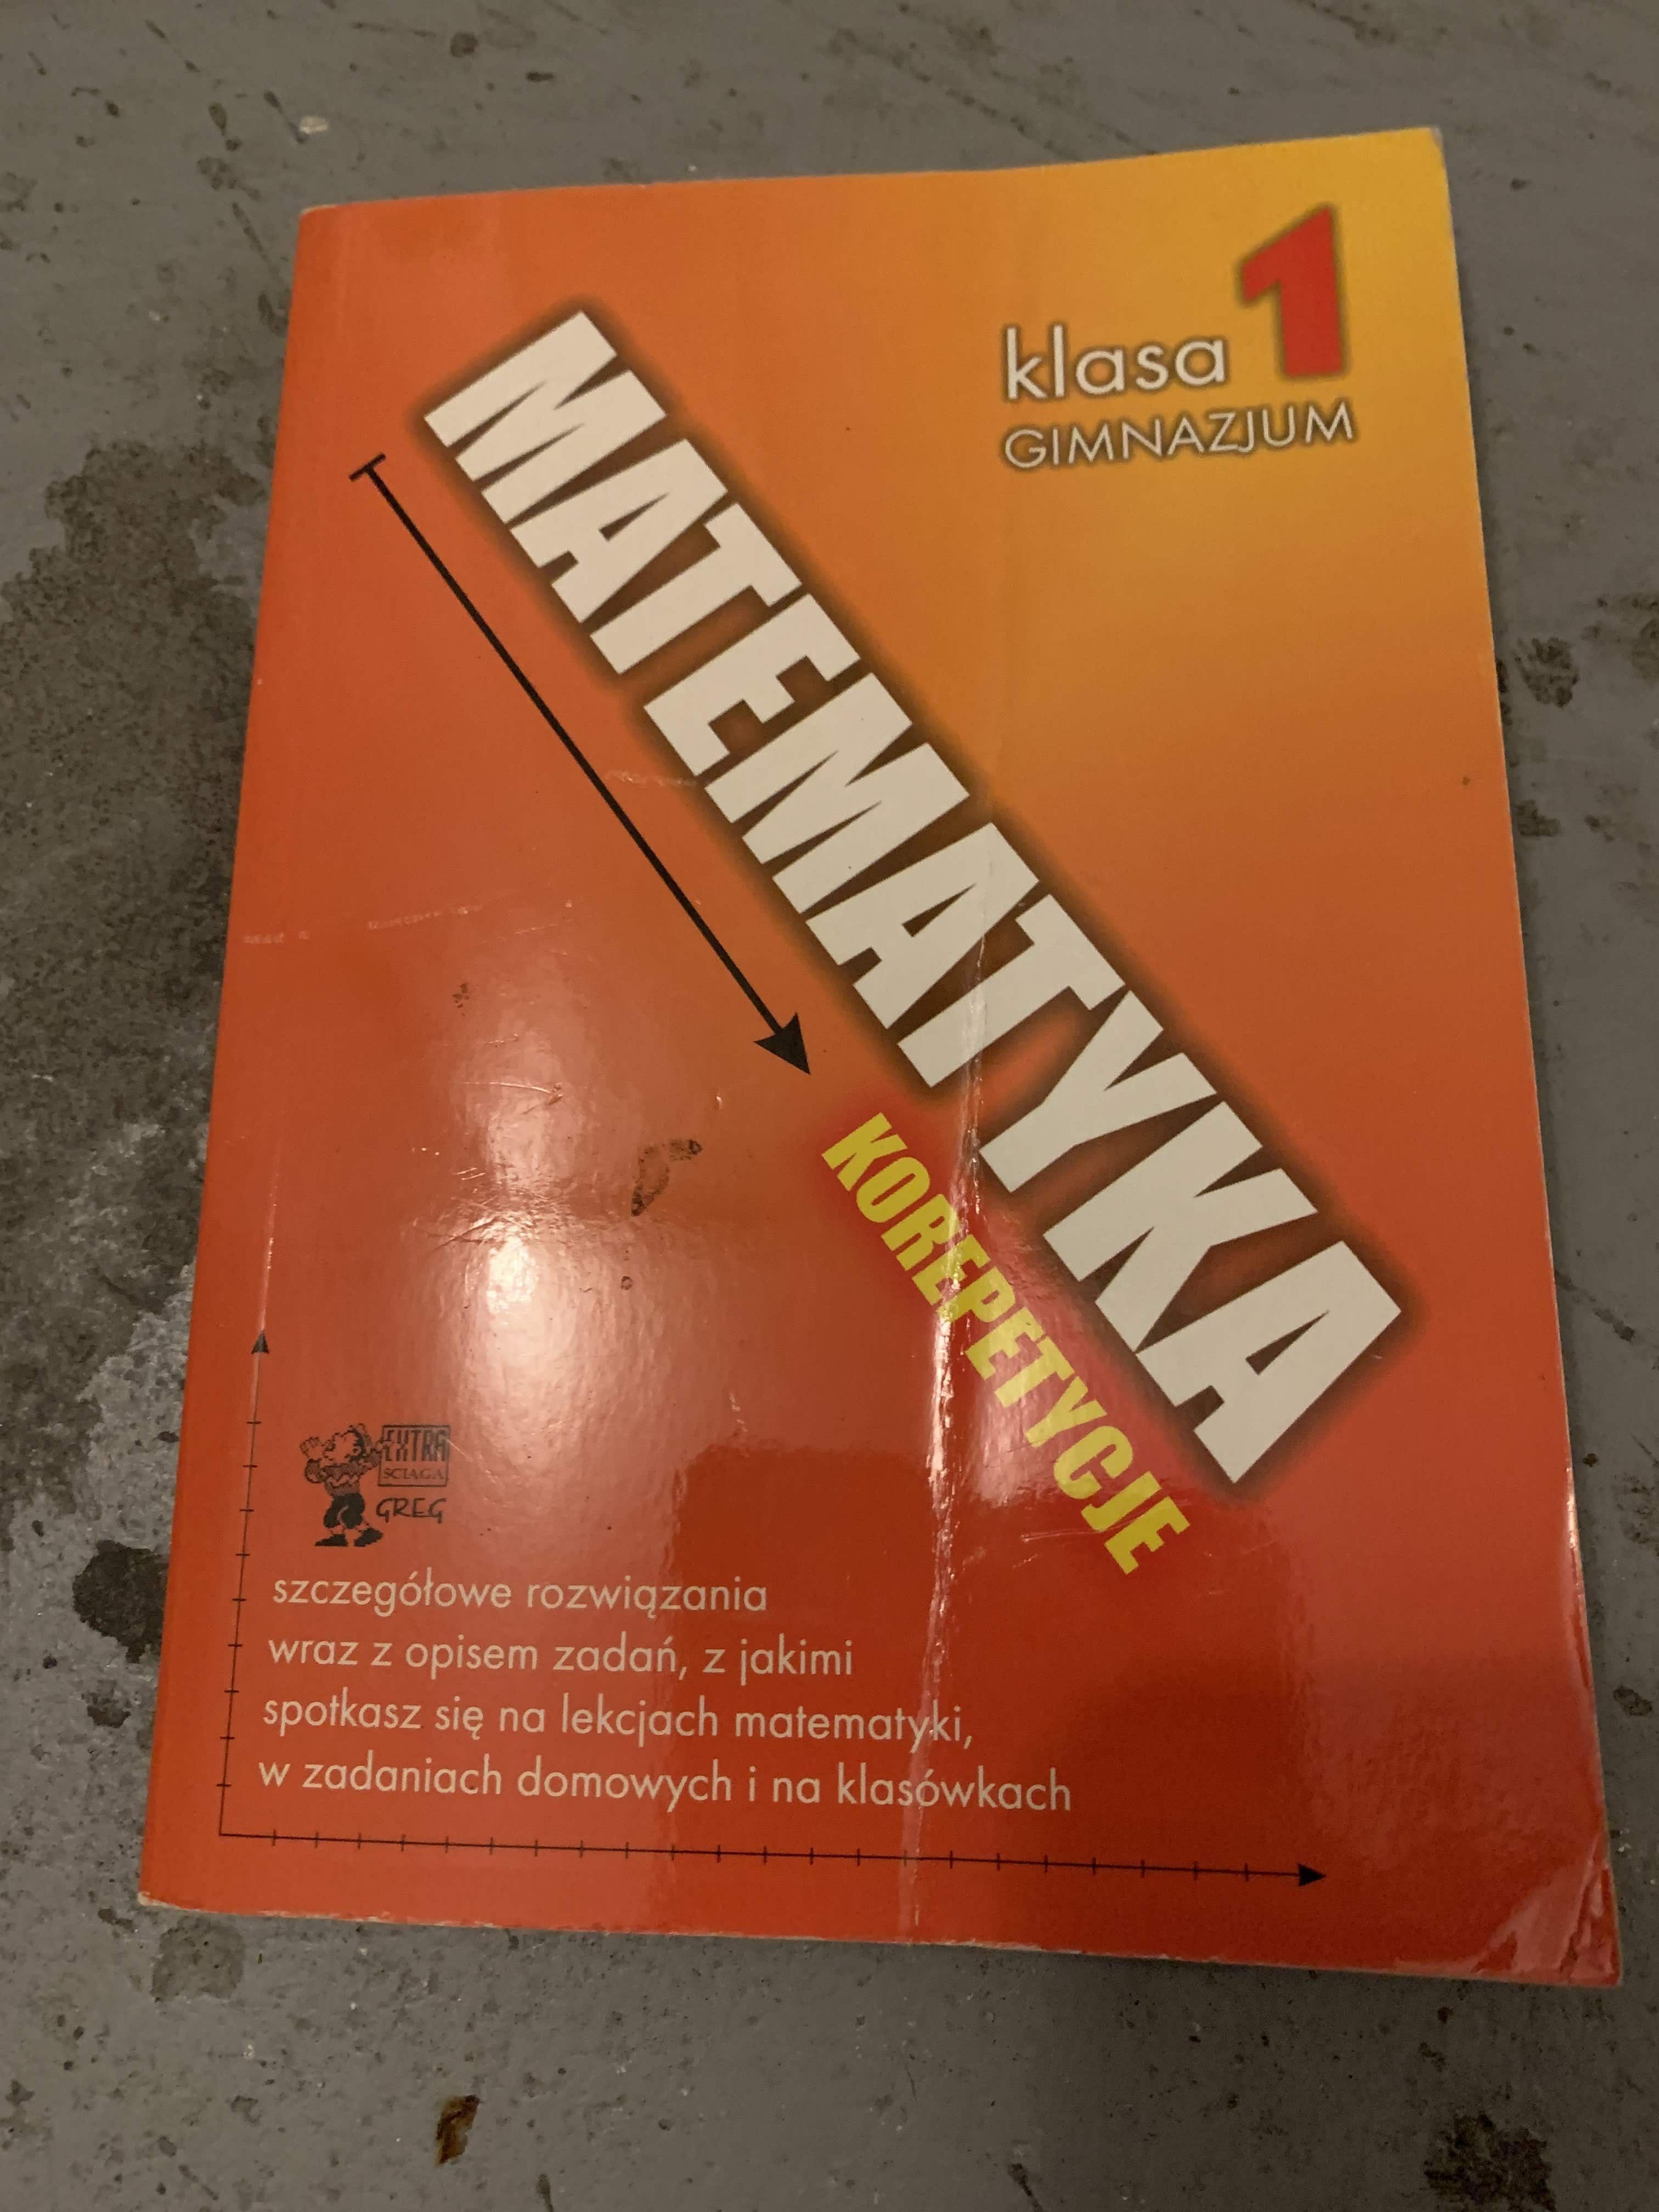 klasa 1
GIMNAZJUM
MATEMATYKA
KOREPETYCJE
EXTRA
ŚCIĄGA
GREG
szczegółowe rozwiązania
wraz z opisem zadań, z jakimi
spotkasz się na lekcjach matematyki,
w zadaniach domowych i na klasówkach